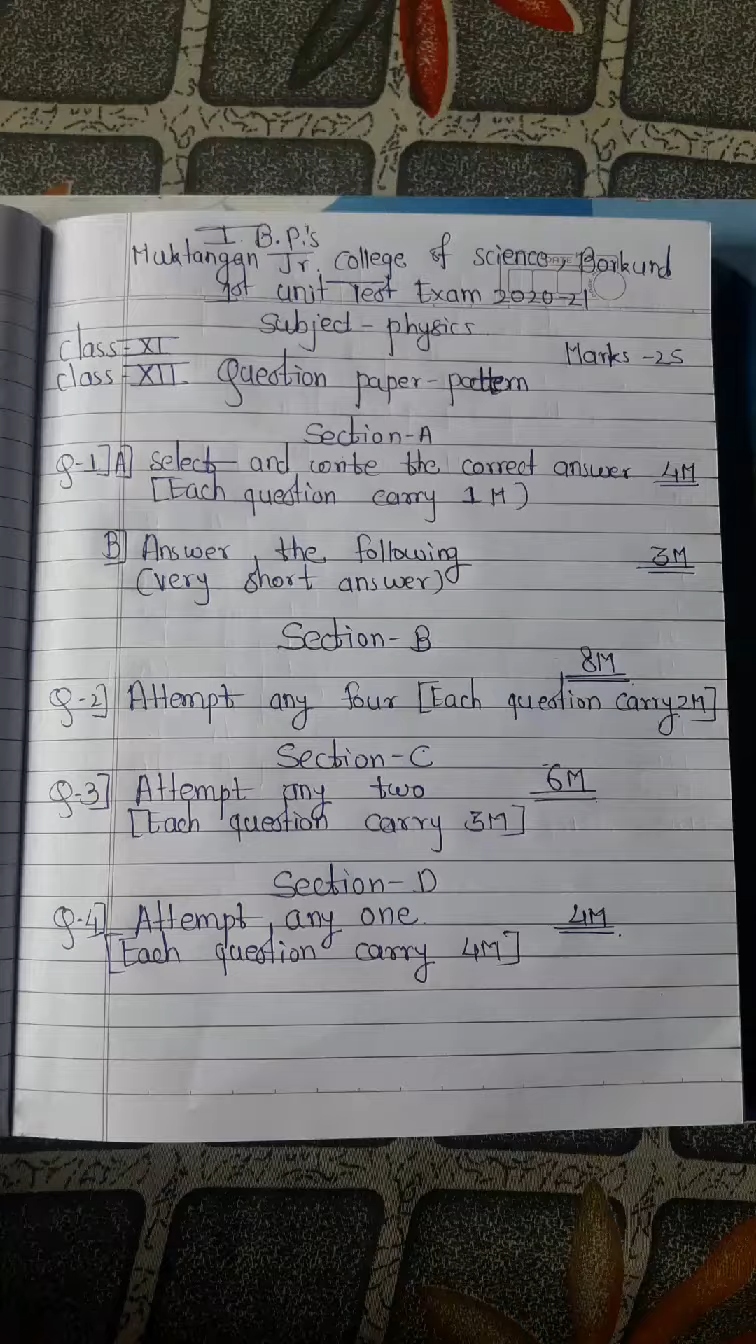 I. B.P.'s
Muktangan Jr. College of science, Borkund
1st unit Test Exam 2020-21
Subject - physics
class - XI
Marks - 25
class - XII Question paper - pattern
Section - A
Q-1] A] select and write the correct answer 4M
[Each question carry 1M)
B] Answer the following 3M
(very short answer)
Section - B
8M
Q-2] Attempt any four [Each question carry 2M]
Section - C
Q-3] Attempt any two 6M
[Each question carry 3M]
Section - D
Q-4] Attempt any one. 4M
[Each question carry 4M]